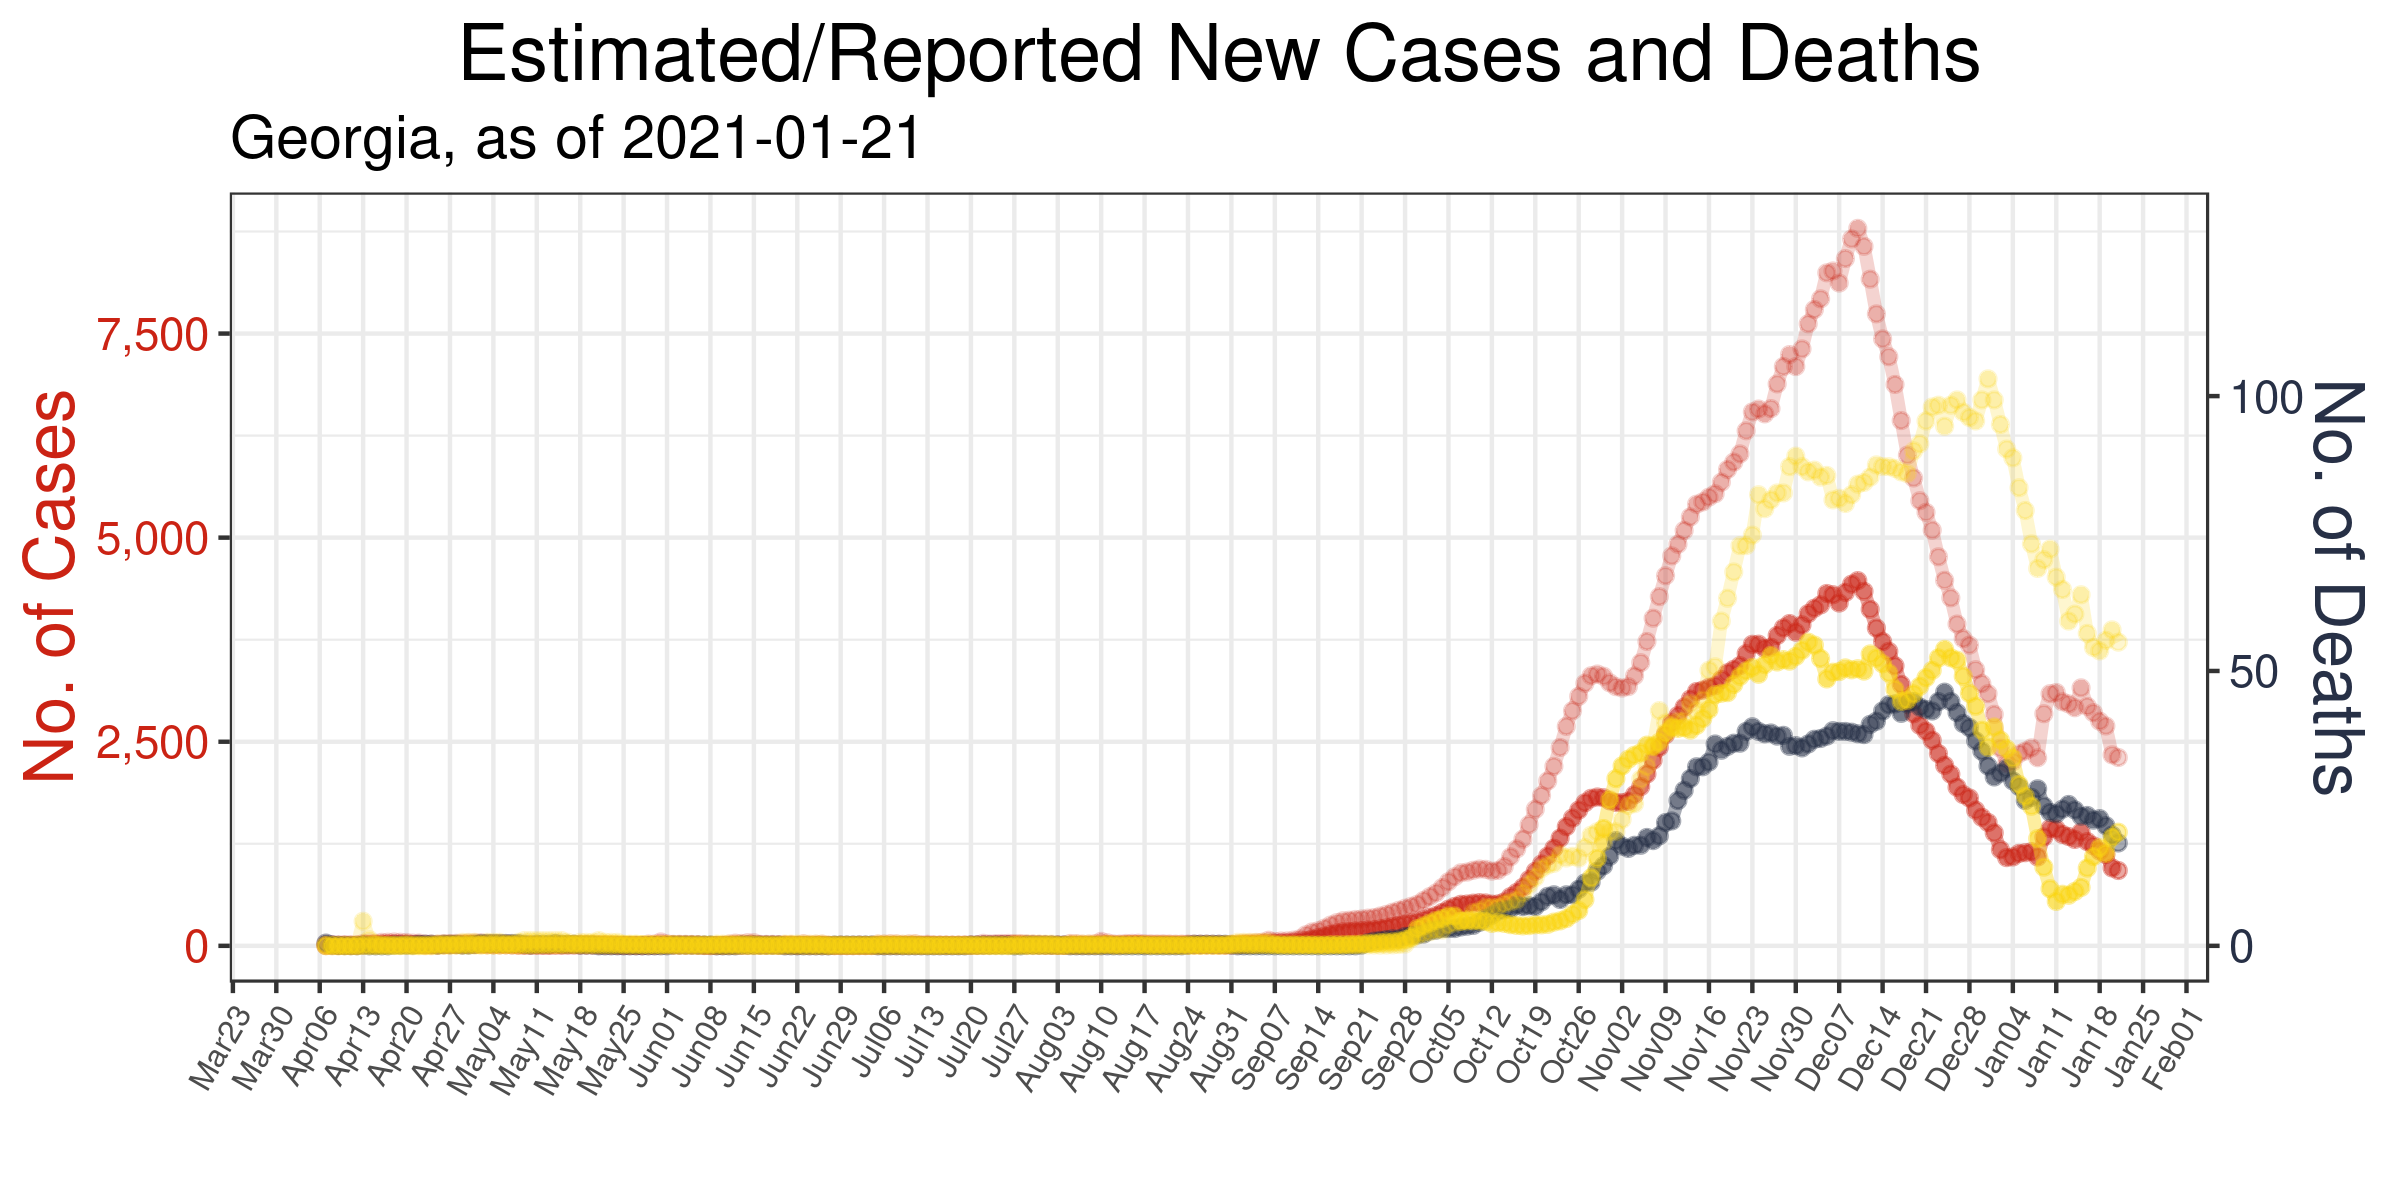 Estimated/Reported New Cases and Deaths
Georgia, as of 2021-01-21
No. of Cases
7,500
5,000
2,500
0
100
50
0
No. of Deaths
Mar23 Mar30 Apr06 Apr13 Apr20 Apr27 May04 May11 May18 May25 Jun01 Jun08 Jun15 Jun22 Jun29 Jul06 Jul13 Jul20 Jul27 Aug03 Aug10 Aug17 Aug24 Aug31 Sep07 Sep14 Sep21 Sep28 Oct05 Oct12 Oct19 Oct26 Nov02 Nov09 Nov16 Nov23 Nov30 Dec07 Dec14 Dec21 Dec28 Jan04 Jan11 Jan18 Jan25 Feb01